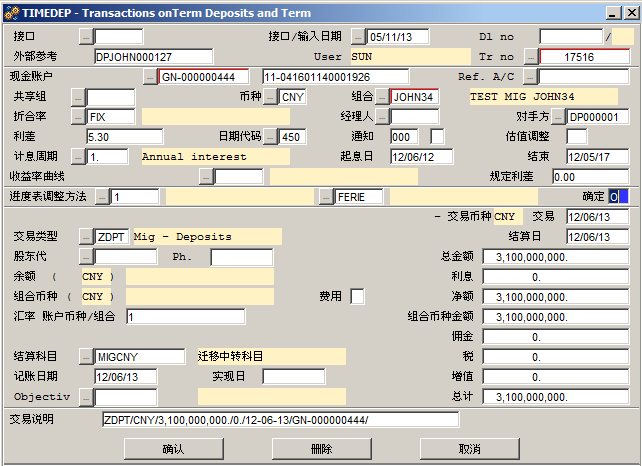 TIMEDEP - Transactions onTerm Deposits and Term
接口 ... 接口/输入日期 ... 05/11/13 Dl no /
外部参考 DPJOHN000127 User SUN Tr no ... 17516
现金账户 ... GN-000000444 11-041601140001926 Ref. A/C ...
共享组 ... 币种 ... CNY 组合 ... JOHN34 TEST MIG JOHN34
折合率 ... FIX 经理人 ... 对手方 ... DP000001
利差 5.30 日期代码 ... 450 通知 000 估值调整
计息周期 ... 1. Annual interest 起息日 12/06/12 结束 12/05/17
收益率曲线 ... 规定利差 0.00
进度表调整方法 ... 1 ... FERIE 确定 O
- 交易币种 CNY 交易 12/06/13
交易类型 ... ZDPT Mig - Deposits 结算日 12/06/13
股东代 ... Ph. 总金额 3,100,000,000.
余额 ( CNY ) 利息 0.
组合币种 ( CNY ) 费用 净额 3,100,000,000.
汇率 账户币种/组合 1 组合币种金额 3,100,000,000.
佣金 0.
结算科目 ... MIGCNY 迁移中转科目 税 0.
记账日期 12/06/13 实现日 增值 0.
Objectiv ... 总计 3,100,000,000.
交易说明 ZDPT/CNY/3,100,000,000./0./12-06-13/GN-000000444/
确认 删除 取消